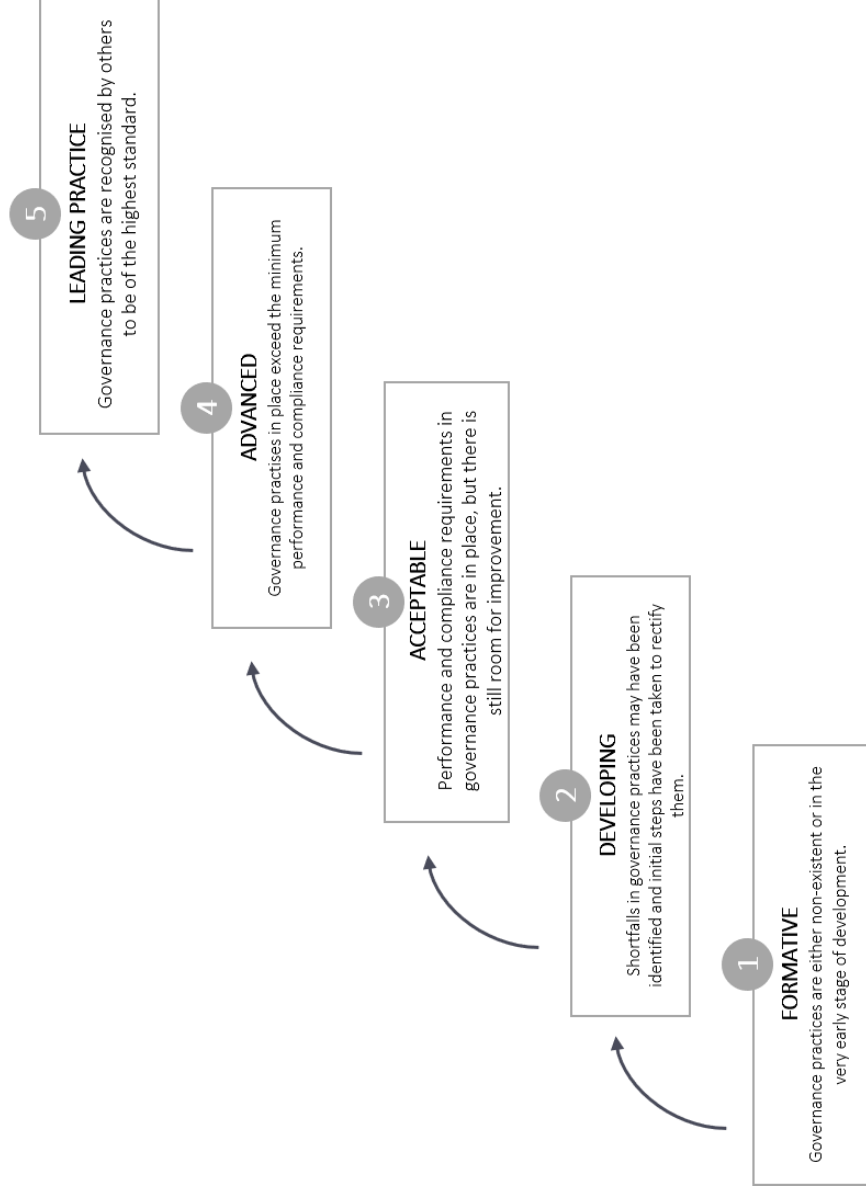 5
LEADING PRACTICE
Governance practices are recognised by others
to be of the highest standard.
4
ADVANCED
Governance practises in place exceed the minimum
performance and compliance requirements.
3
ACCEPTABLE
Performance and compliance requirements in
governance practices are in place, but there is
still room for improvement.
2
DEVELOPING
Shortfalls in governance practices may have been
identified and initial steps have been taken to rectify
them.
1
FORMATIVE
Governance practices are either non-existent or in the
very early stage of development.